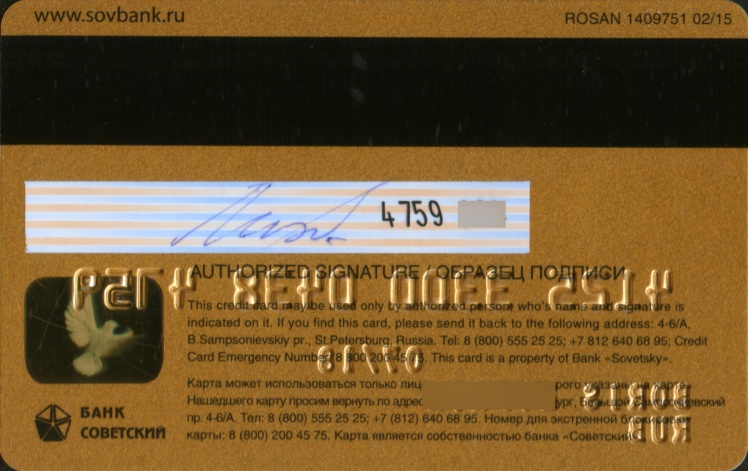 www.sovbank.ru
ROSAN 1409751 02/15
4759
AUTHORIZED SIGNATURE / ОБРАЗЕЦ ПОДПИСИ
This credit card may be used only by authorized person, who's name and signature is
indicated on it. If you find this card, please send it back to the following address: 4-6/A,
B.Sampsonievskiy pr., St.Petersburg, Russia. Tel: 8 (800) 555 25 25; +7 812 640 68 95; Credit
Card Emergency Number 8 800 200 45 75. This card is a property of Bank «Sovetsky».
Карта может использоваться только указаны на карте.
Нашедшего карту просим вернуть по Большой Сампсониевский
пр. 4-6/А. Тел: 8 (800) 555 25 25; +7 (812) 640 68 95. Номер для экстренной блокировки
карты: 8 (800) 200 45 75. Карта является собственностью банка «Советский».
БАНК
СОВЕТСКИЙ